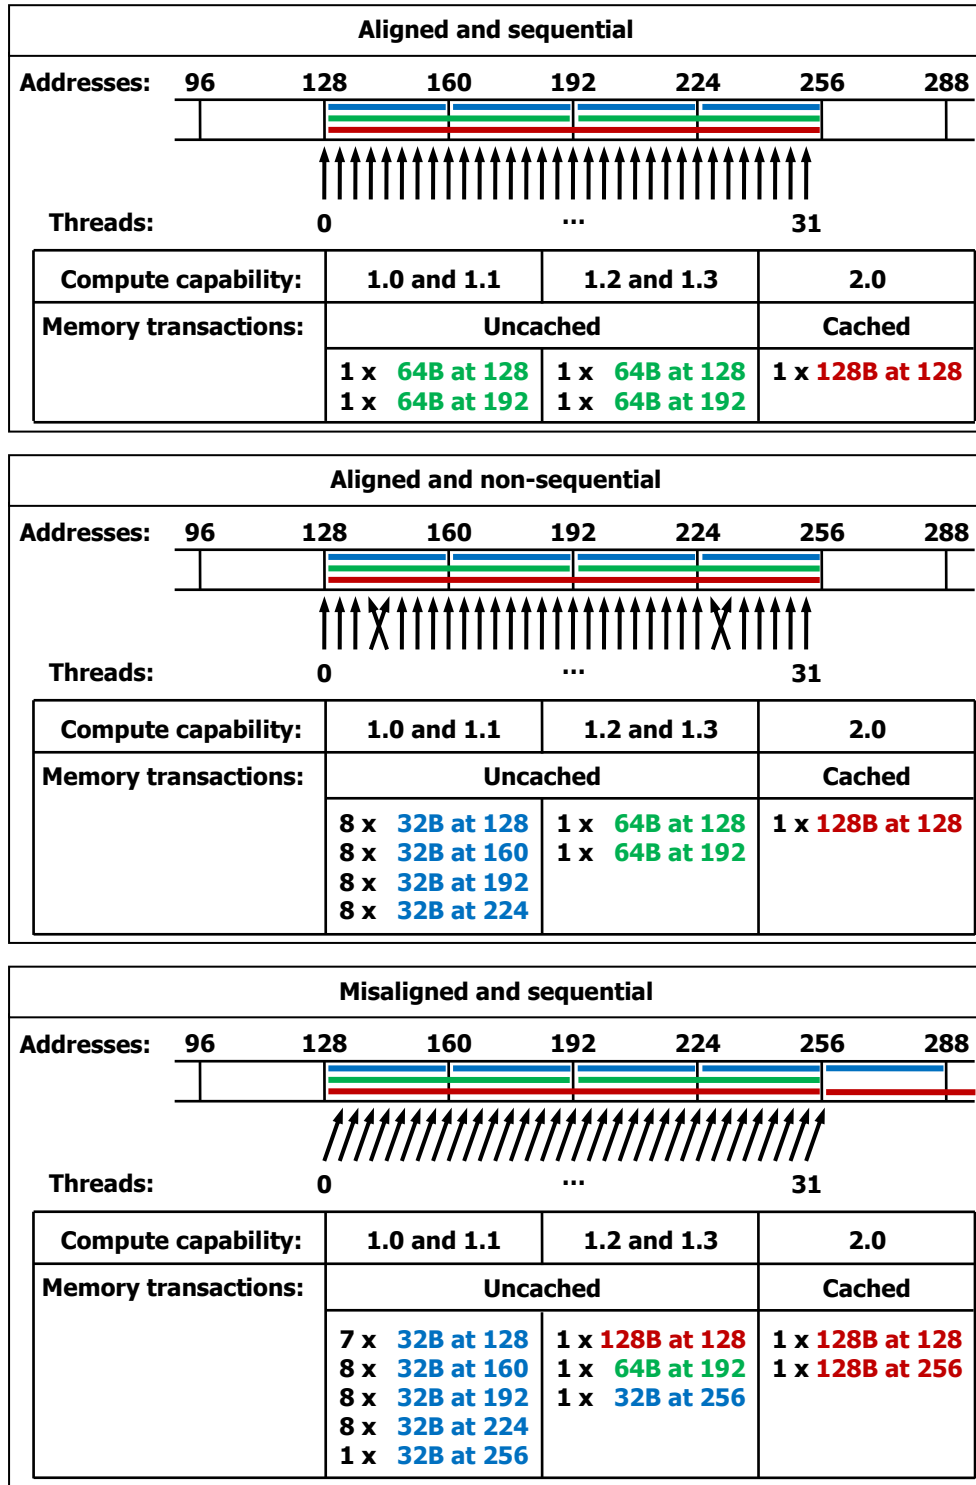 Aligned and sequential
Addresses: 96 128 160 192 224 256 288
Threads: 0 ... 31
Compute capability: 1.0 and 1.1 1.2 and 1.3 2.0
Memory transactions: Uncached Cached
1 x 64B at 128 1 x 64B at 128 1 x 128B at 128
1 x 64B at 192 1 x 64B at 192
Aligned and non-sequential
Addresses: 96 128 160 192 224 256 288
Threads: 0 ... 31
Compute capability: 1.0 and 1.1 1.2 and 1.3 2.0
Memory transactions: Uncached Cached
8 x 32B at 128 1 x 64B at 128 1 x 128B at 128
8 x 32B at 160 1 x 64B at 192
8 x 32B at 192
8 x 32B at 224
Misaligned and sequential
Addresses: 96 128 160 192 224 256 288
Threads: 0 ... 31
Compute capability: 1.0 and 1.1 1.2 and 1.3 2.0
Memory transactions: Uncached Cached
7 x 32B at 128 1 x 128B at 128 1 x 128B at 128
8 x 32B at 160 1 x 64B at 192 1 x 128B at 256
8 x 32B at 192 1 x 32B at 256
8 x 32B at 224
1 x 32B at 256